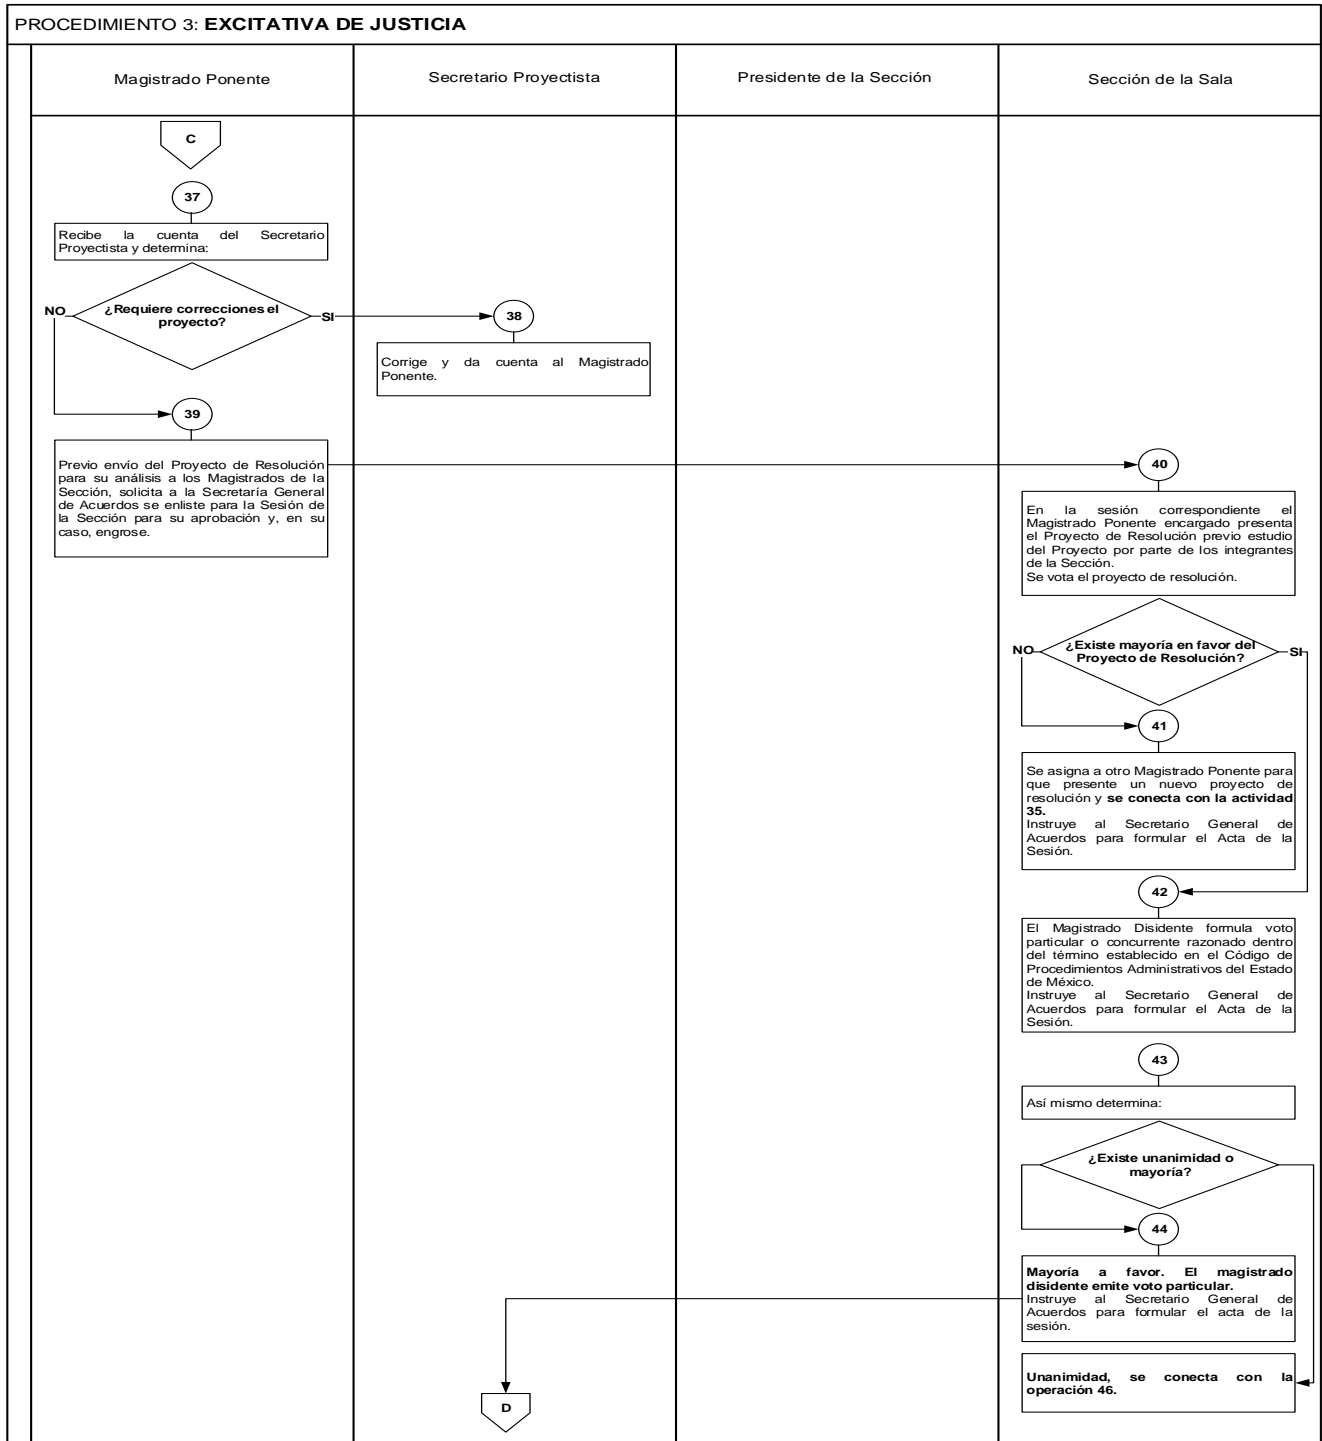 PROCEDIMIENTO 3: EXCITATIVA DE JUSTICIA
Magistrado Ponente
Secretario Proyectista
Presidente de la Sección
Sección de la Sala
C
37
Recibe la cuenta del Secretario
Proyectista y determina:
¿Requiere correcciones el
proyecto?
NO
SI
38
Corrige y da cuenta al Magistrado
Ponente.
39
Previo envío del Proyecto de Resolución
para su análisis a los Magistrados de la
Sección, solicita a la Secretaría General
de Acuerdos se enliste para la Sesión de
la Sección para su aprobación y, en su
caso, engrose.
40
En la sesión correspondiente el
Magistrado Ponente encargado presenta
el Proyecto de Resolución previo estudio
del Proyecto por parte de los integrantes
de la Sección.
Se vota el proyecto de resolución.
¿Existe mayoría en favor del
Proyecto de Resolución?
NO
SI
41
Se asigna a otro Magistrado Ponente para
que presente un nuevo proyecto de
resolución y se conecta con la actividad
35.
Instruye al Secretario General de
Acuerdos para formular el Acta de la
Sesión.
42
El Magistrado Disidente formula voto
particular o concurrente razonado dentro
del término establecido en el Código de
Procedimientos Administrativos del Estado
de México.
Instruye al Secretario General de
Acuerdos para formular el Acta de la
Sesión.
43
Así mismo determina:
¿Existe unanimidad o
mayoría?
44
Mayoría a favor. El magistrado
disidente emite voto particular.
Instruye al Secretario General de
Acuerdos para formular el acta de la
sesión.
Unanimidad, se conecta con la
operación 46.
D